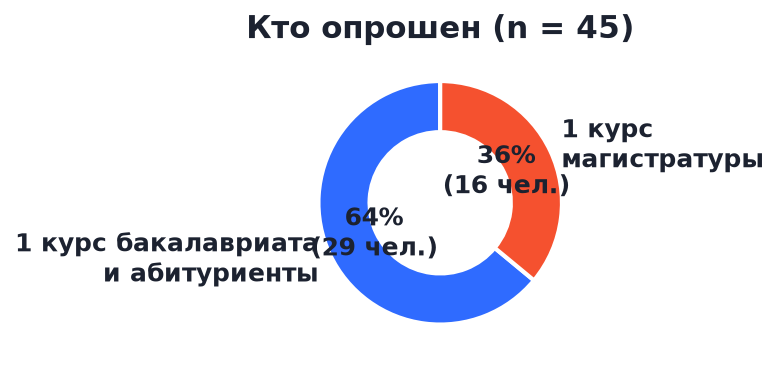 Кто опрошен (n = 45)
1 курс
магистратуры
36%
(16 чел.)
64%
(29 чел.)
1 курс бакалавриата
и абитуриенты